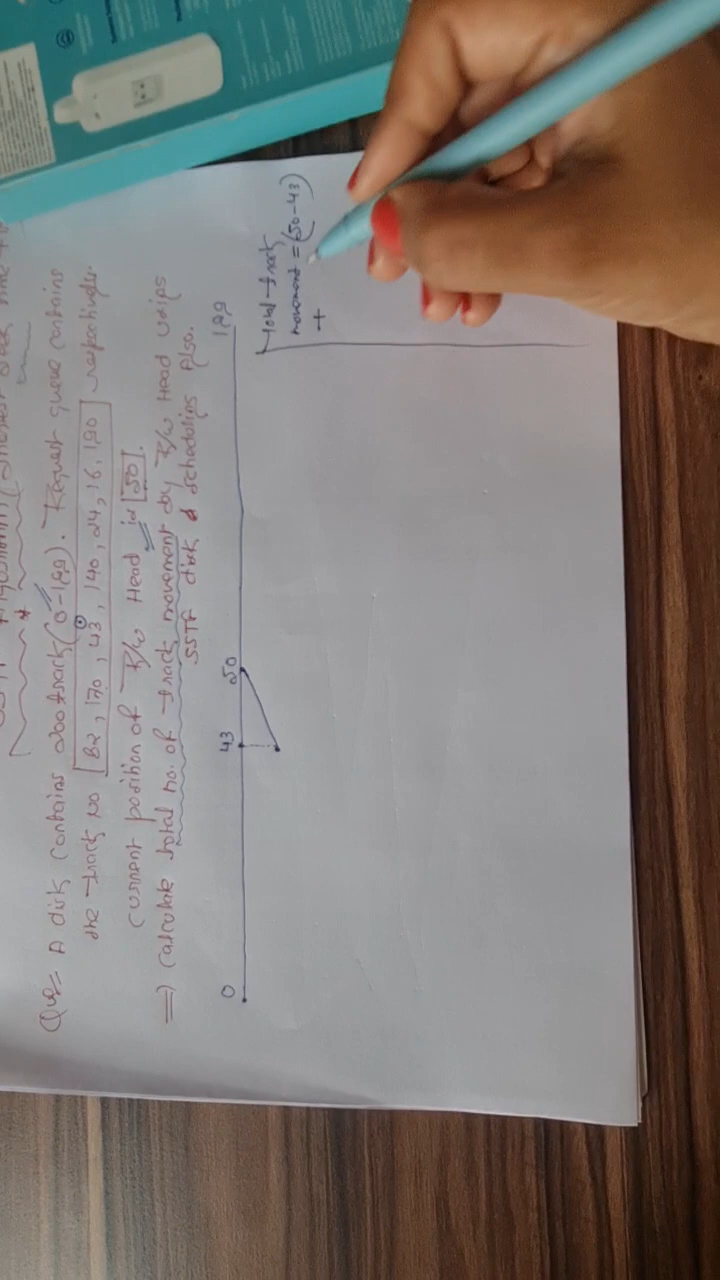 Que= A disk contains 200 track (0-199). Request queue contains
the track no 82, 170, 43, 140, 24, 16, 190 respectively.
current position of R/W Head is 50.
=) Calculate total no. of track movement by R/W Head using
SSTF disk scheduling Algo.
0 43 50 199
Total track
movement = (50-43)
+